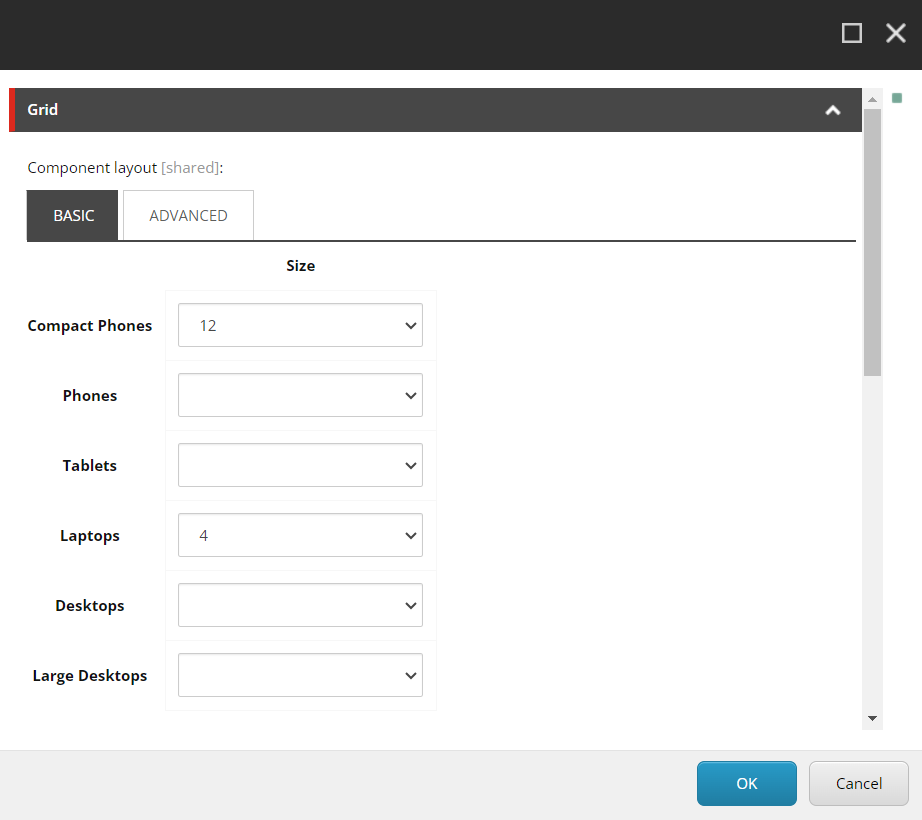 Grid
Component layout [shared]:
BASIC ADVANCED
Size
Compact Phones 12
Phones
Tablets
Laptops 4
Desktops
Large Desktops
OK Cancel